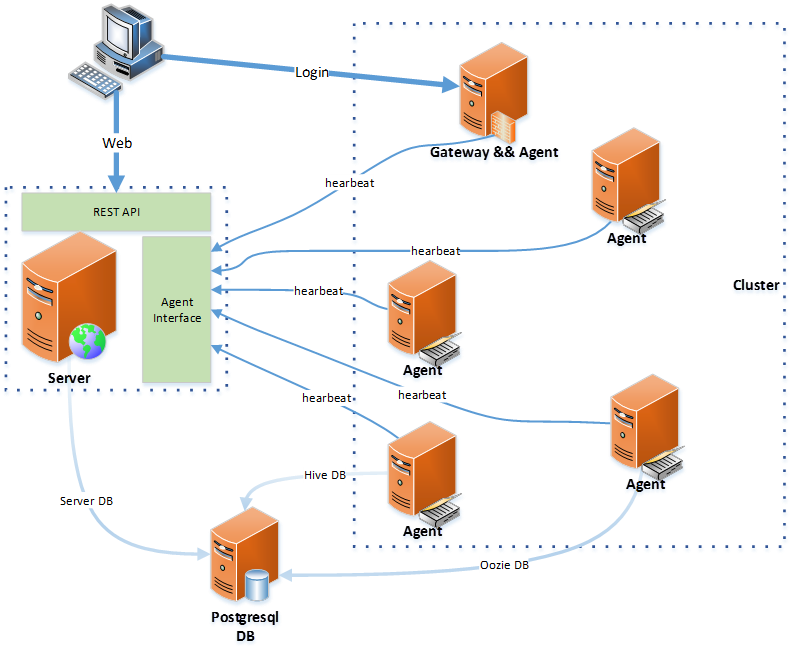 Login
Web
Gateway && Agent
hearbeat
REST API
Agent
hearbeat
Cluster
hearbeat
Agent
Interface
Agent
Server
hearbeat
hearbeat
Hive DB
Agent
Agent
Server DB
Oozie DB
Postgresql
DB